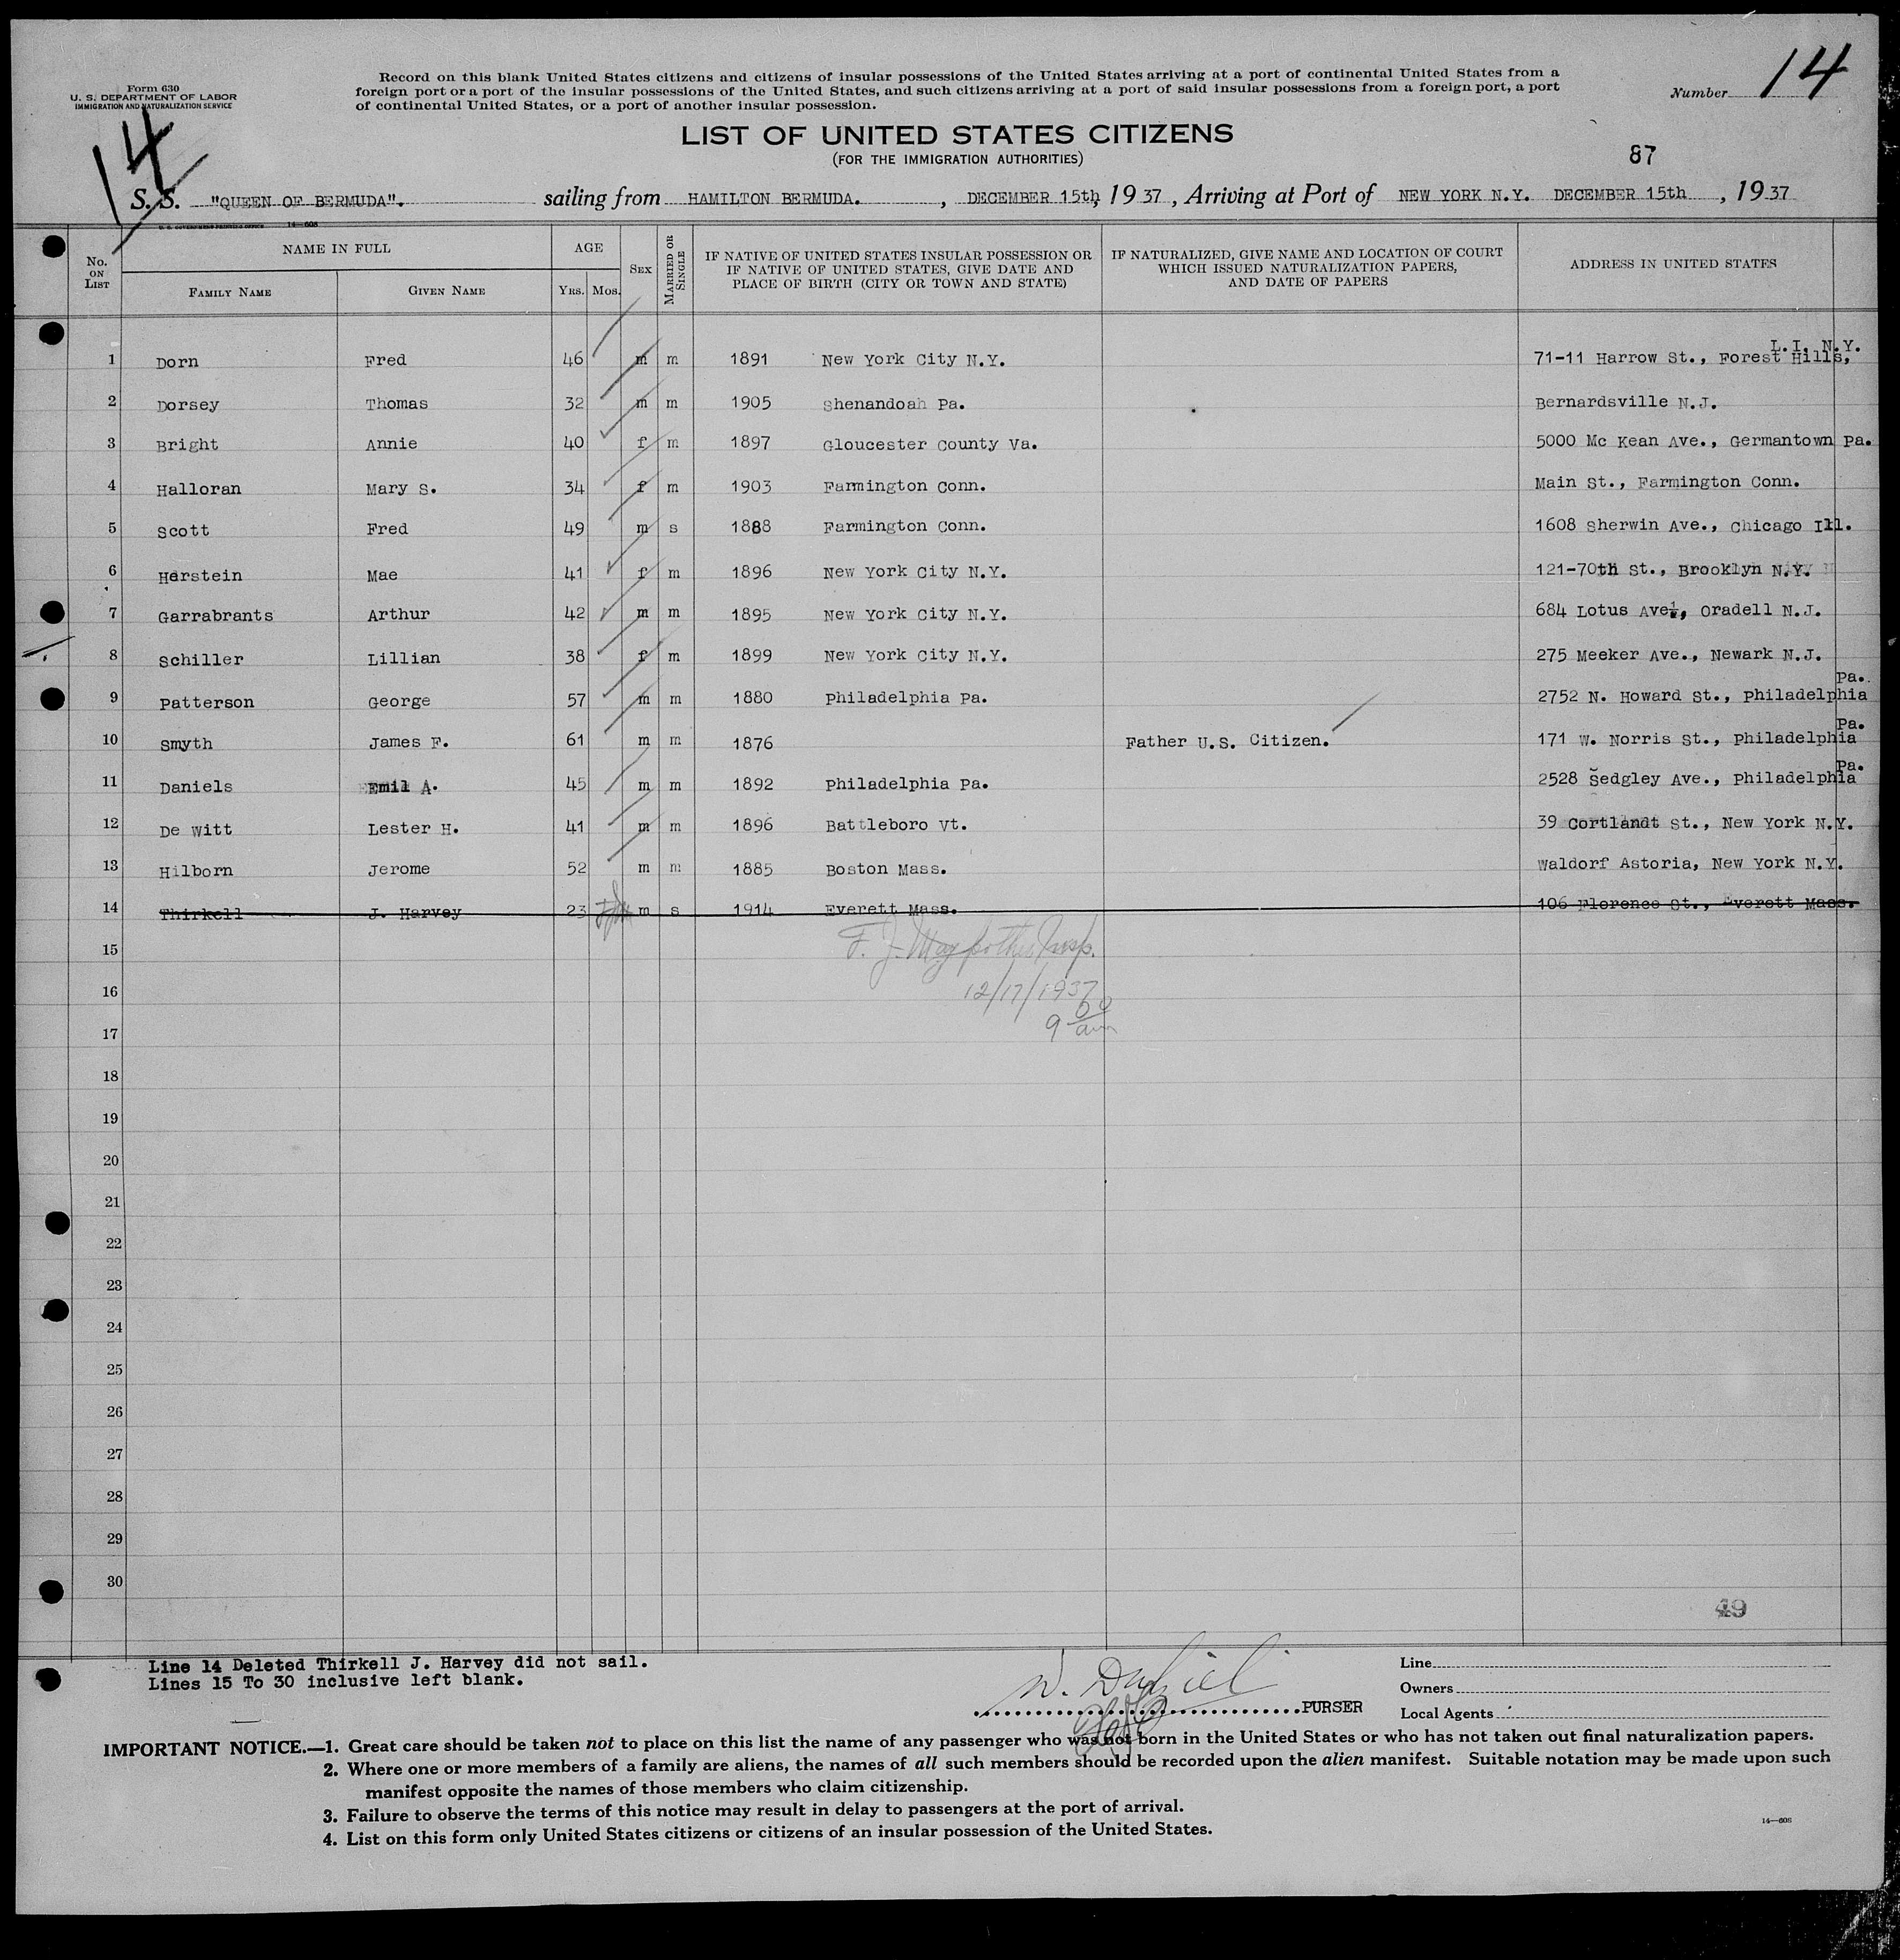 Form 630
U. S. DEPARTMENT OF LABOR
IMMIGRATION AND NATURALIZATION SERVICE
Record on this blank United States citizens and citizens of insular possessions of the United States arriving at a port of continental United States from a
foreign port or a port of the insular possessions of the United States, and such citizens arriving at a port of said insular possessions from a foreign port, a port
of continental United States, or a port of another insular possession.
Number 14
14
LIST OF UNITED STATES CITIZENS
(FOR THE IMMIGRATION AUTHORITIES)
87
S. S. "QUEEN OF BERMUDA". sailing from HAMILTON BERMUDA. , DECEMBER 15th, 19 37, Arriving at Port of NEW YORK N.Y. DECEMBER 15th , 19 37
U. S. GOVERNMENT PRINTING OFFICE 14—608
No. ON LIST
NAME IN FULL
FAMILY NAME GIVEN NAME
AGE
YRS. MOS.
SEX
MARRIED OR SINGLE
IF NATIVE OF UNITED STATES INSULAR POSSESSION OR
IF NATIVE OF UNITED STATES, GIVE DATE AND
PLACE OF BIRTH (CITY OR TOWN AND STATE)
IF NATURALIZED, GIVE NAME AND LOCATION OF COURT
WHICH ISSUED NATURALIZATION PAPERS,
AND DATE OF PAPERS
ADDRESS IN UNITED STATES
1 Dorn Fred 46 m m 1891 New York City N.Y. 71-11 Harrow St., Forest Hills, L.I. N.Y.
2 Dorsey Thomas 32 m m 1905 Shenandoah Pa. Bernardsville N.J.
3 Bright Annie 40 f m 1897 Gloucester County Va. 5000 Mc Kean Ave., Germantown Pa.
4 Halloran Mary S. 34 f m 1903 Farmington Conn. Main St., Farmington Conn.
5 Scott Fred 49 m s 1888 Farmington Conn. 1608 Sherwin Ave., Chicago Ill.
6 Herstein Mae 41 f m 1896 New York City N.Y. 121-70th St., Brooklyn N.Y.
7 Garrabrants Arthur 42 m m 1895 New York City N.Y. 684 Lotus Ave., Oradell N.J.
8 Schiller Lillian 38 f m 1899 New York City N.Y. 275 Meeker Ave., Newark N.J.
9 Patterson George 57 m m 1880 Philadelphia Pa. 2752 N. Howard St., Philadelphia Pa.
10 Smyth James F. 61 m m 1876 Father U.S. Citizen. 171 W. Norris St., Philadelphia Pa.
11 Daniels Emil A. 45 m m 1892 Philadelphia Pa. 2528 Sedgley Ave., Philadelphia Pa.
12 De Witt Lester H. 41 m m 1896 Battleboro Vt. 39 Cortlandt St., New York N.Y.
13 Hilborn Jerome 52 m m 1885 Boston Mass. Waldorf Astoria, New York N.Y.
14 Thirkell J. Harvey 23 m s 1914 Everett Mass. 106 Florence St., Everett Mass.
15 F. J. Insp.
16 12/17/1937
17 9 00 am
18
19
20
21
22
23
24
25
26
27
28
29
30
49
Line 14 Deleted Thirkell J. Harvey did not sail.
Lines 15 To 30 inclusive left blank.
W. PURSER
Line
Owners
Local Agents
IMPORTANT NOTICE.—1. Great care should be taken not to place on this list the name of any passenger who was not born in the United States or who has not taken out final naturalization papers.
2. Where one or more members of a family are aliens, the names of all such members should be recorded upon the alien manifest. Suitable notation may be made upon such
manifest opposite the names of those members who claim citizenship.
3. Failure to observe the terms of this notice may result in delay to passengers at the port of arrival.
4. List on this form only United States citizens or citizens of an insular possession of the United States.
14—608